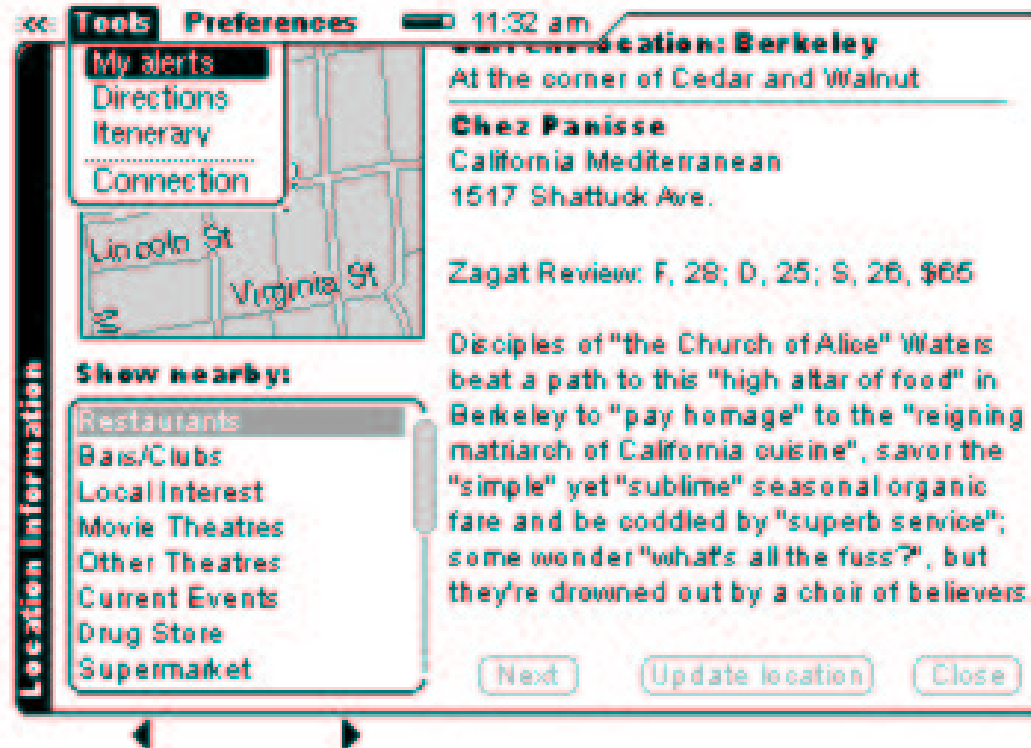 <<
Tools Preferences 11:32 am
My alerts
Directions
Itenerary
Connection
Lincoln St
Virginia St
Location Information
Show nearby:
Restaurants
Bars/Clubs
Local Interest
Movie Theatres
Other Theatres
Current Events
Drug Store
Supermarket
Current location: Berkeley
At the corner of Cedar and Walnut
Chez Panisse
California Mediterranean
1517 Shattuck Ave.
Zagat Review: F, 28; D, 25; S, 26, $65
Disciples of "the Church of Alice" Waters
beat a path to this "high altar of food" in
Berkeley to "pay homage" to the "reigning
matriarch of California cuisine", savor the
"simple" yet "sublime" seasonal organic
fare and be coddled by "superb service";
some wonder "what's all the fuss?", but
they're drowned out by a choir of believers.
Next Update location Close